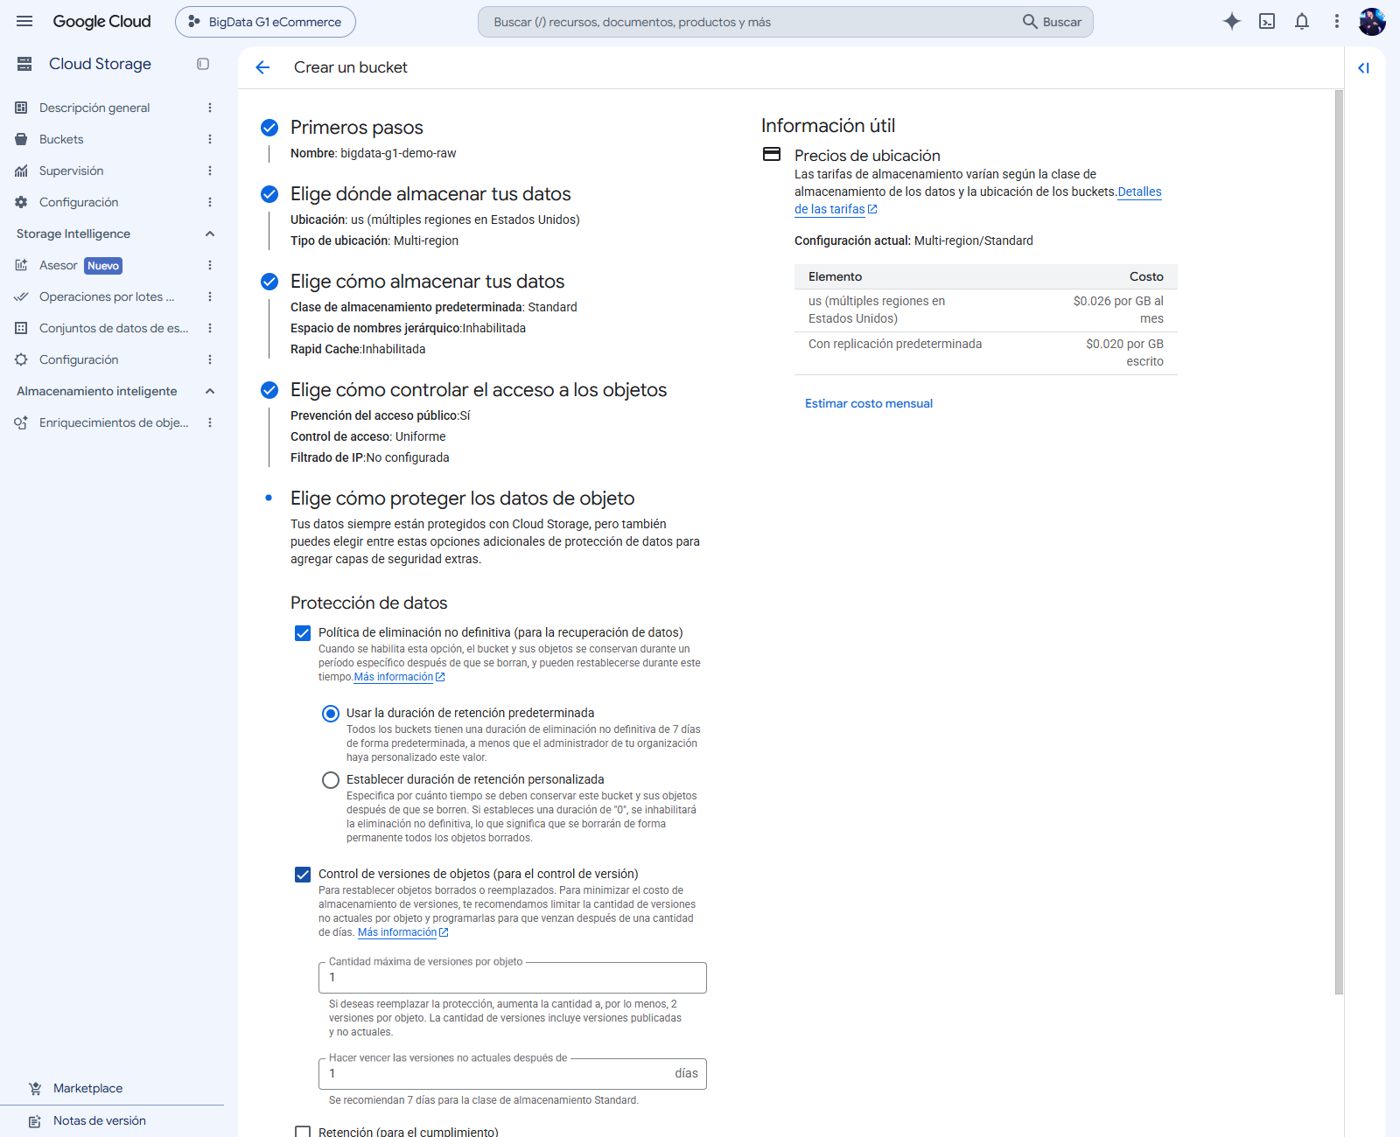 Google Cloud
BigData G1 eCommerce
Buscar (/) recursos, documentos, productos y más
Buscar
Cloud Storage
Descripción general
Buckets
Supervisión
Configuración
Storage Intelligence
Asesor Nuevo
Operaciones por lotes ...
Conjuntos de datos de es...
Configuración
Almacenamiento inteligente
Enriquecimientos de obje...
Marketplace
Notas de versión
Crear un bucket
Primeros pasos
Nombre: bigdata-g1-demo-raw
Elige dónde almacenar tus datos
Ubicación: us (múltiples regiones en Estados Unidos)
Tipo de ubicación: Multi-region
Elige cómo almacenar tus datos
Clase de almacenamiento predeterminada: Standard
Espacio de nombres jerárquico:Inhabilitada
Rapid Cache:Inhabilitada
Elige cómo controlar el acceso a los objetos
Prevención del acceso público:Sí
Control de acceso: Uniforme
Filtrado de IP:No configurada
Elige cómo proteger los datos de objeto
Tus datos siempre están protegidos con Cloud Storage, pero también
puedes elegir entre estas opciones adicionales de protección de datos para
agregar capas de seguridad extras.
Protección de datos
Política de eliminación no definitiva (para la recuperación de datos)
Cuando se habilita esta opción, el bucket y sus objetos se conservan durante un
período específico después de que se borran, y pueden restablecerse durante este
tiempo.Más información
Usar la duración de retención predeterminada
Todos los buckets tienen una duración de eliminación no definitiva de 7 días
de forma predeterminada, a menos que el administrador de tu organización
haya personalizado este valor.
Establecer duración de retención personalizada
Especifica por cuánto tiempo se deben conservar este bucket y sus objetos
después de que se borren. Si estableces una duración de "0", se inhabilitará
la eliminación no definitiva, lo que significa que se borrarán de forma
permanente todos los objetos borrados.
Control de versiones de objetos (para el control de versión)
Para restablecer objetos borrados o reemplazados. Para minimizar el costo de
almacenamiento de versiones, te recomendamos limitar la cantidad de versiones
no actuales por objeto y programarlas para que venzan después de una cantidad
de días. Más información
Cantidad máxima de versiones por objeto
1
Si deseas reemplazar la protección, aumenta la cantidad a, por lo menos, 2
versiones por objeto. La cantidad de versiones incluye versiones publicadas
y no actuales.
Hacer vencer las versiones no actuales después de
1 días
Se recomiendan 7 días para la clase de almacenamiento Standard.
Retención (para el cumplimiento)
Información útil
Precios de ubicación
Las tarifas de almacenamiento varían según la clase de
almacenamiento de los datos y la ubicación de los buckets.Detalles
de las tarifas
Configuración actual: Multi-region/Standard
Elemento Costo
us (múltiples regiones en $0.026 por GB al
Estados Unidos) mes
Con replicación predeterminada $0.020 por GB
escrito
Estimar costo mensual